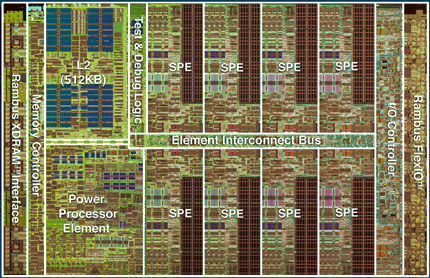 Rambus XDRAM™ Interface
Memory Controller
L2
(512KB)
Test & Debug Logic
SPE
SPE
SPE
SPE
Element Interconnect Bus
Power
Processor
Element
SPE
SPE
SPE
SPE
I/O Controller
Rambus FlexIO™